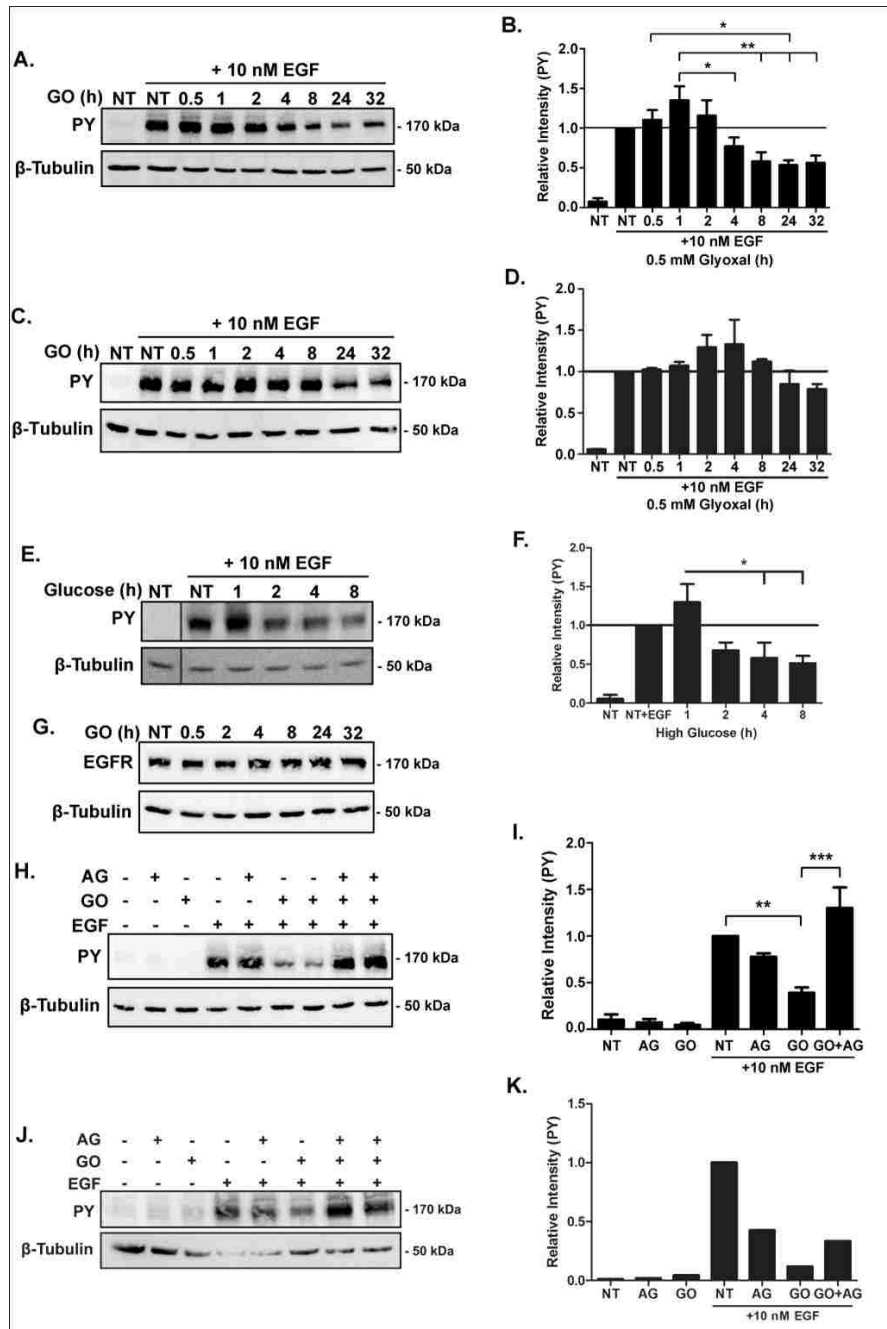 A.
+ 10 nM EGF
GO (h) NT NT 0.5 1 2 4 8 24 32
PY - 170 kDa
β-Tubulin - 50 kDa
B.
* ** *
Relative Intensity (PY)
2.0
1.5
1.0
0.5
0.0
NT NT 0.5 1 2 4 8 24 32
+10 nM EGF
0.5 mM Glyoxal (h)
C.
+ 10 nM EGF
GO (h) NT NT 0.5 1 2 4 8 24 32
PY - 170 kDa
β-Tubulin - 50 kDa
D.
Relative Intensity (PY)
2.0
1.5
1.0
0.5
0.0
NT NT 0.5 1 2 4 8 24 32
+10 nM EGF
0.5 mM Glyoxal (h)
E.
+ 10 nM EGF
Glucose (h) NT NT 1 2 4 8
PY - 170 kDa
β-Tubulin - 50 kDa
F.
*
Relative Intensity (PY)
2.0
1.5
1.0
0.5
0.0
NT NT+EGF 1 2 4 8
High Glucose (h)
G.
GO (h) NT 0.5 2 4 8 24 32
EGFR - 170 kDa
β-Tubulin - 50 kDa
H.
AG - + - - + - - + +
GO - - + - - + + + +
EGF - - - + + + + + +
PY - 170 kDa
β-Tubulin - 50 kDa
I.
** ***
Relative Intensity (PY)
2.0
1.5
1.0
0.5
0.0
NT AG GO NT AG GO GO+AG
+10 nM EGF
J.
AG - + - - + - + +
GO - - + - - + + +
EGF - - - + + + + +
PY - 170 kDa
β-Tubulin - 50 kDa
K.
Relative Intensity (PY)
1.5
1.0
0.5
0.0
NT AG GO NT AG GO GO+AG
+10 nM EGF